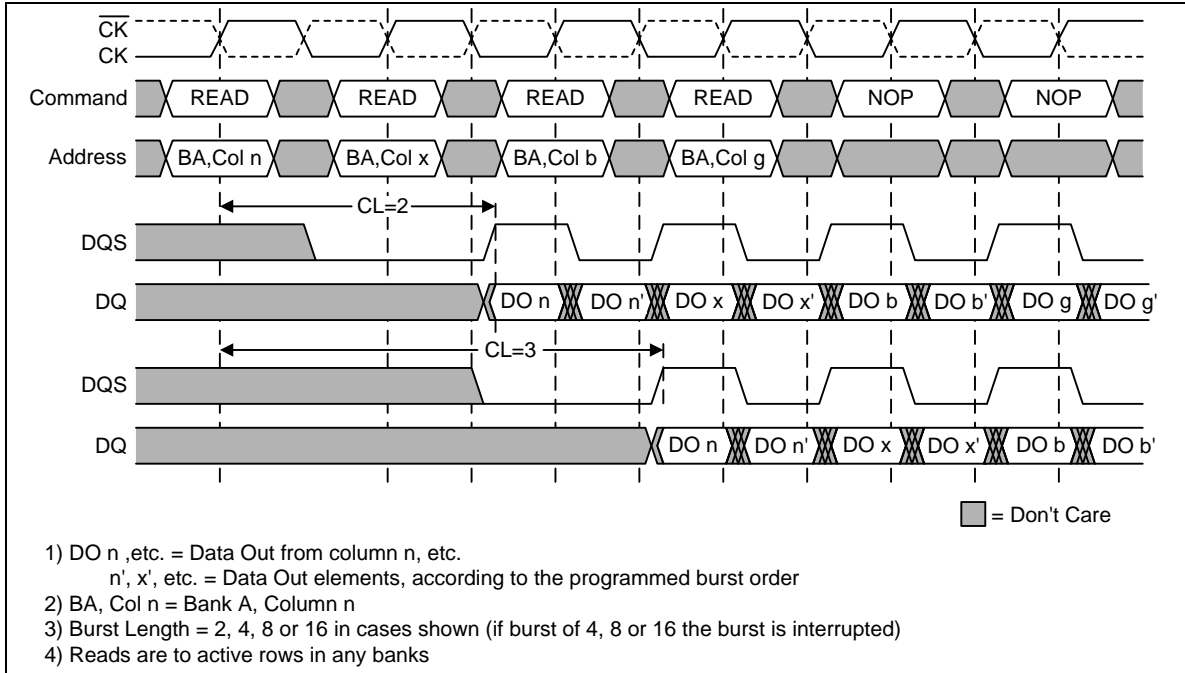 CK
CK
Command READ READ READ READ NOP NOP
Address BA,Col n BA,Col x BA,Col b BA,Col g
CL=2
DQS
DQ DO n DO n' DO x DO x' DO b DO b' DO g DO g'
CL=3
DQS
DQ DO n DO n' DO x DO x' DO b DO b'
= Don't Care
1) DO n ,etc. = Data Out from column n, etc.
n', x', etc. = Data Out elements, according to the programmed burst order
2) BA, Col n = Bank A, Column n
3) Burst Length = 2, 4, 8 or 16 in cases shown (if burst of 4, 8 or 16 the burst is interrupted)
4) Reads are to active rows in any banks